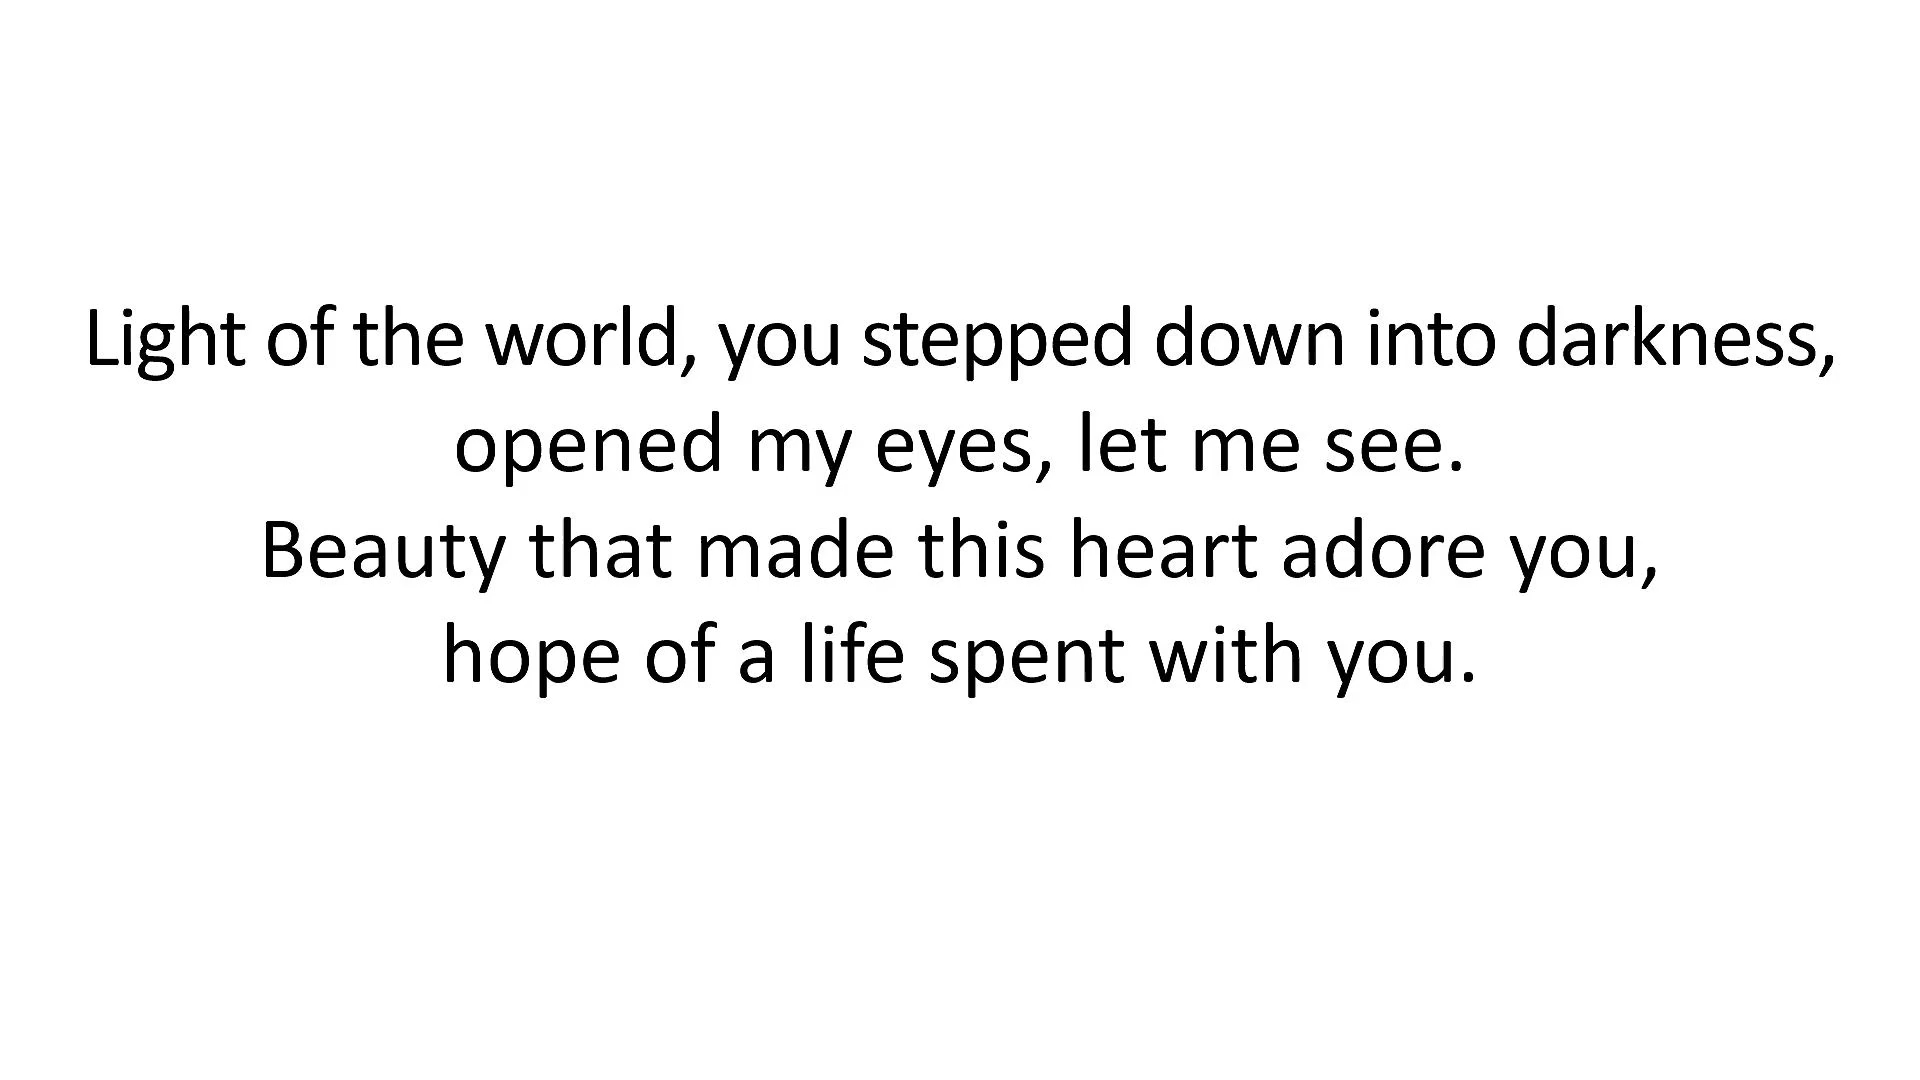 Light of the world, you stepped down into darkness,
opened my eyes, let me see.
Beauty that made this heart adore you,
hope of a life spent with you.